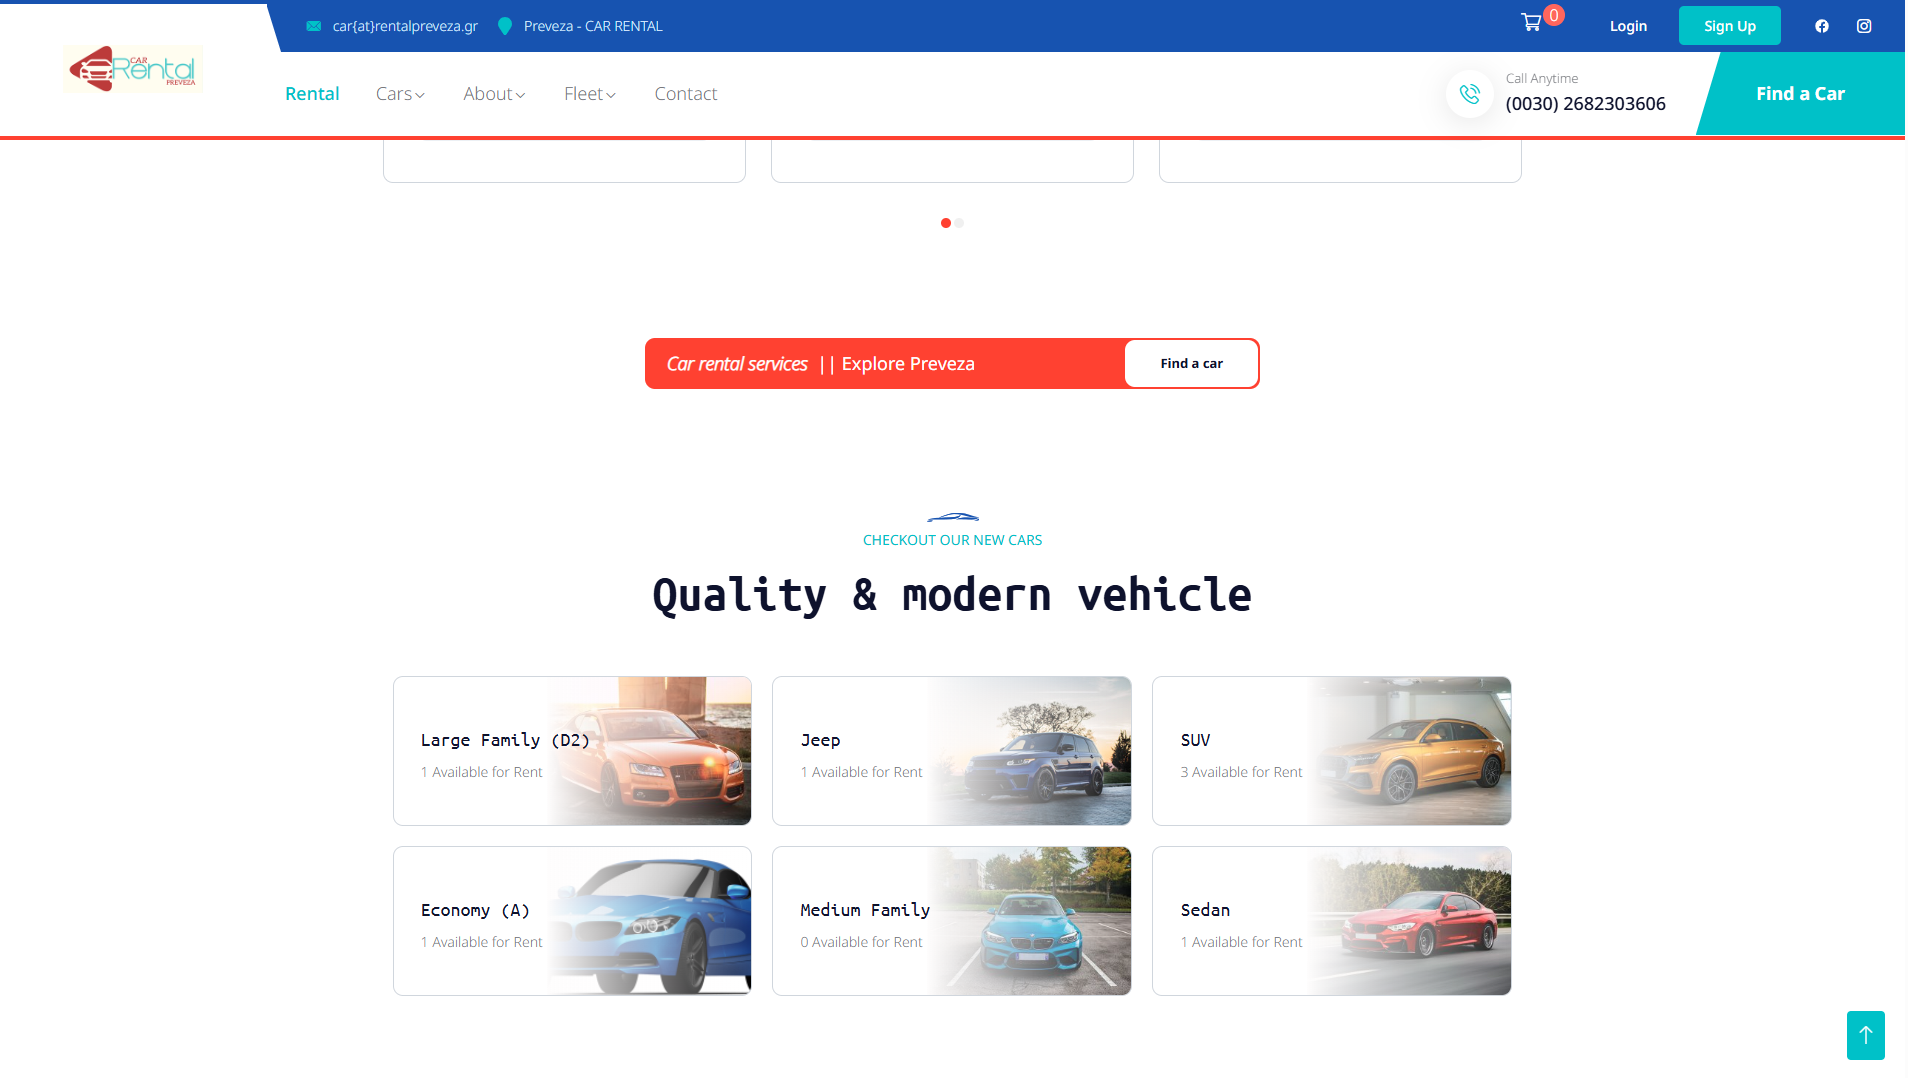 car{at}rentalpreveza.gr
Preveza - CAR RENTAL
0
Login
Sign Up
CAR
Rental
PREVEZA
Rental
Cars
About
Fleet
Contact
Call Anytime
(0030) 2682303606
Find a Car
Car rental services || Explore Preveza
Find a car
CHECKOUT OUR NEW CARS
Quality & modern vehicle
Large Family (D2)
1 Available for Rent
Jeep
1 Available for Rent
SUV
3 Available for Rent
Economy (A)
1 Available for Rent
Medium Family
0 Available for Rent
Sedan
1 Available for Rent